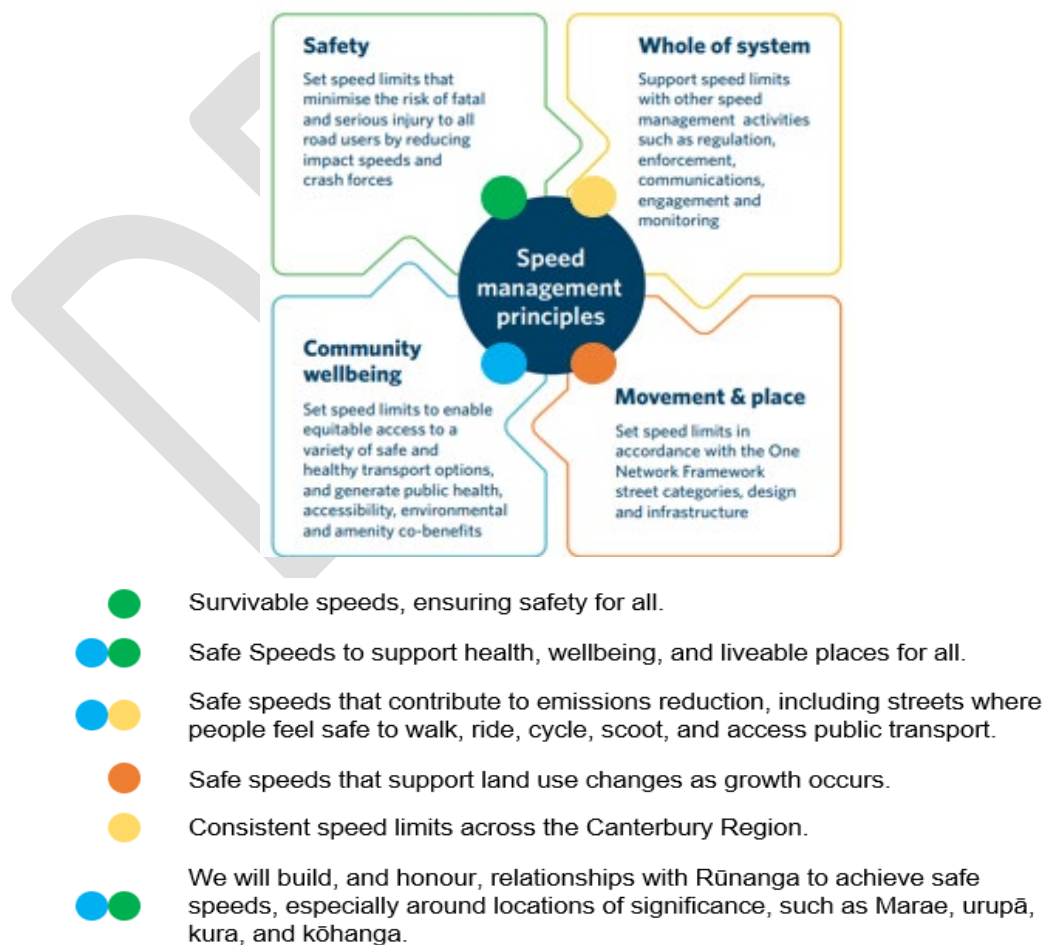 Safety
Set speed limits that
minimise the risk of fatal
and serious injury to all
road users by reducing
impact speeds and
crash forces
Whole of system
Support speed limits
with other speed
management activities
such as regulation,
enforcement,
communications,
engagement and
monitoring
Speed
management
principles
Community
wellbeing
Set speed limits to enable
equitable access to a
variety of safe and
healthy transport options,
and generate public health,
accessibility, environmental
and amenity co-benefits
Movement & place
Set speed limits in
accordance with the One
Network Framework
street categories, design
and infrastructure
Survivable speeds, ensuring safety for all.
Safe Speeds to support health, wellbeing, and liveable places for all.
Safe speeds that contribute to emissions reduction, including streets where
people feel safe to walk, ride, cycle, scoot, and access public transport.
Safe speeds that support land use changes as growth occurs.
Consistent speed limits across the Canterbury Region.
We will build, and honour, relationships with Rūnanga to achieve safe
speeds, especially around locations of significance, such as Marae, urupā,
kura, and kōhanga.